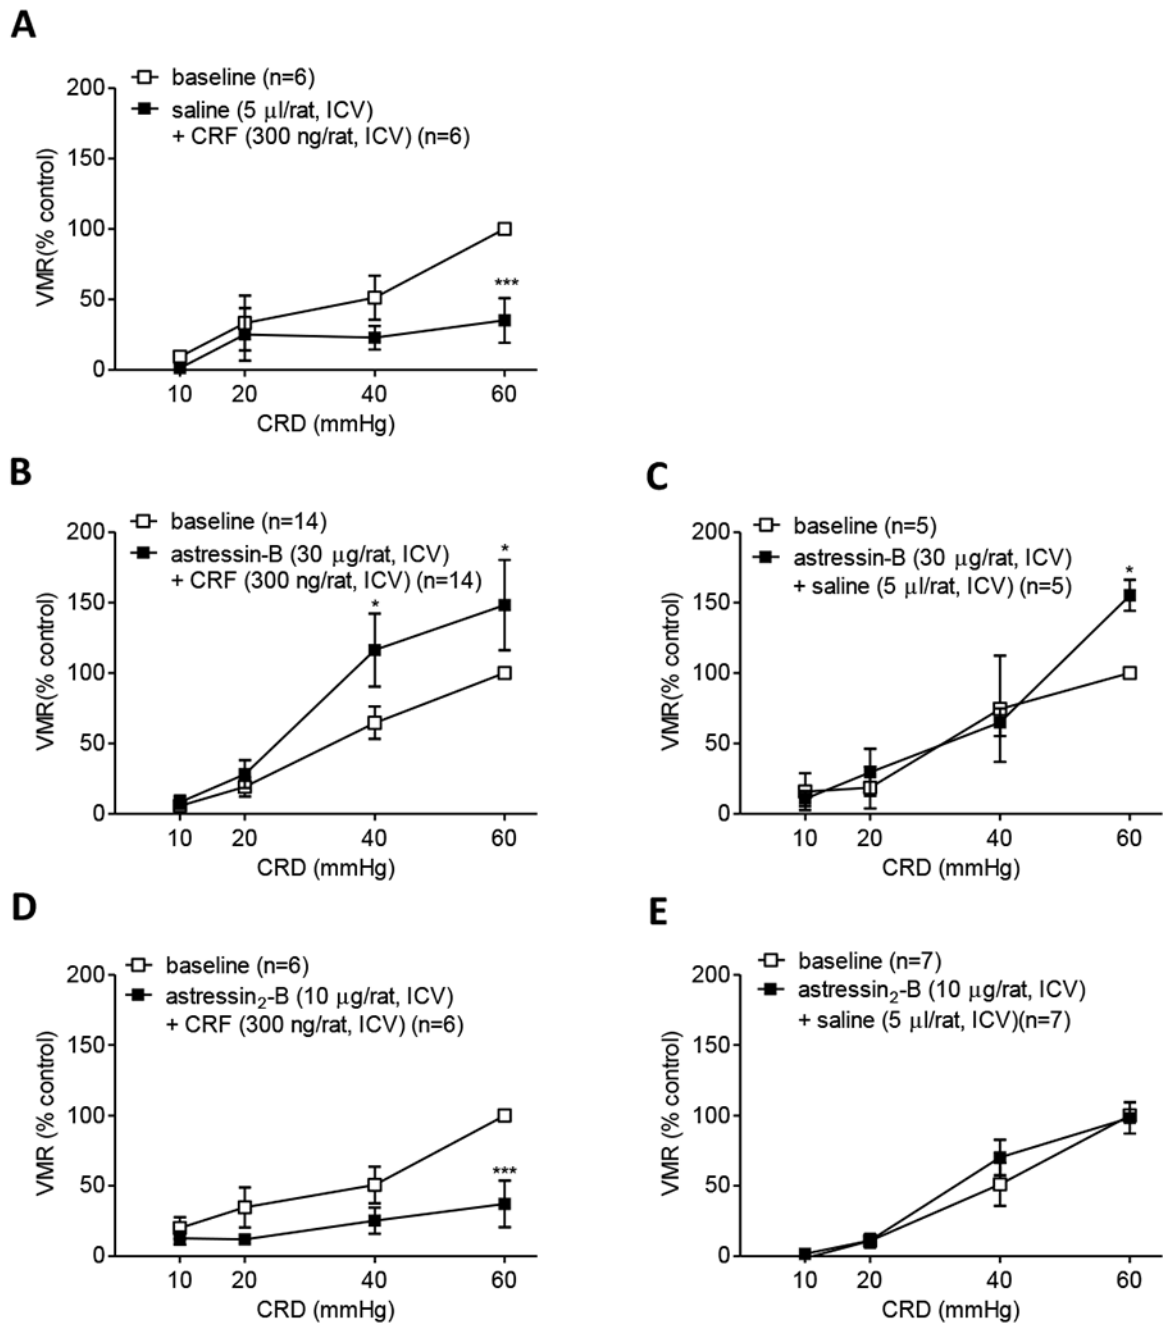 A
baseline (n=6)
saline (5 μl/rat, ICV)
+ CRF (300 ng/rat, ICV) (n=6)
200
150
100
50
0
VMR(% control)
***
10 20 40 60
CRD (mmHg)
B
baseline (n=14)
astressin-B (30 μg/rat, ICV)
+ CRF (300 ng/rat, ICV) (n=14)
200
150
100
50
0
VMR(% control)
*
*
10 20 40 60
CRD (mmHg)
C
baseline (n=5)
astressin-B (30 μg/rat, ICV)
+ saline (5 μl/rat, ICV) (n=5)
200
150
100
50
0
VMR(% control)
*
10 20 40 60
CRD (mmHg)
D
baseline (n=6)
astressin₂-B (10 μg/rat, ICV)
+ CRF (300 ng/rat, ICV) (n=6)
200
150
100
50
0
VMR (% control)
***
10 20 40 60
CRD (mmHg)
E
baseline (n=7)
astressin₂-B (10 μg/rat, ICV)
+ saline (5 μl/rat, ICV)(n=7)
200
150
100
50
0
VMR (% control)
10 20 40 60
CRD (mmHg)